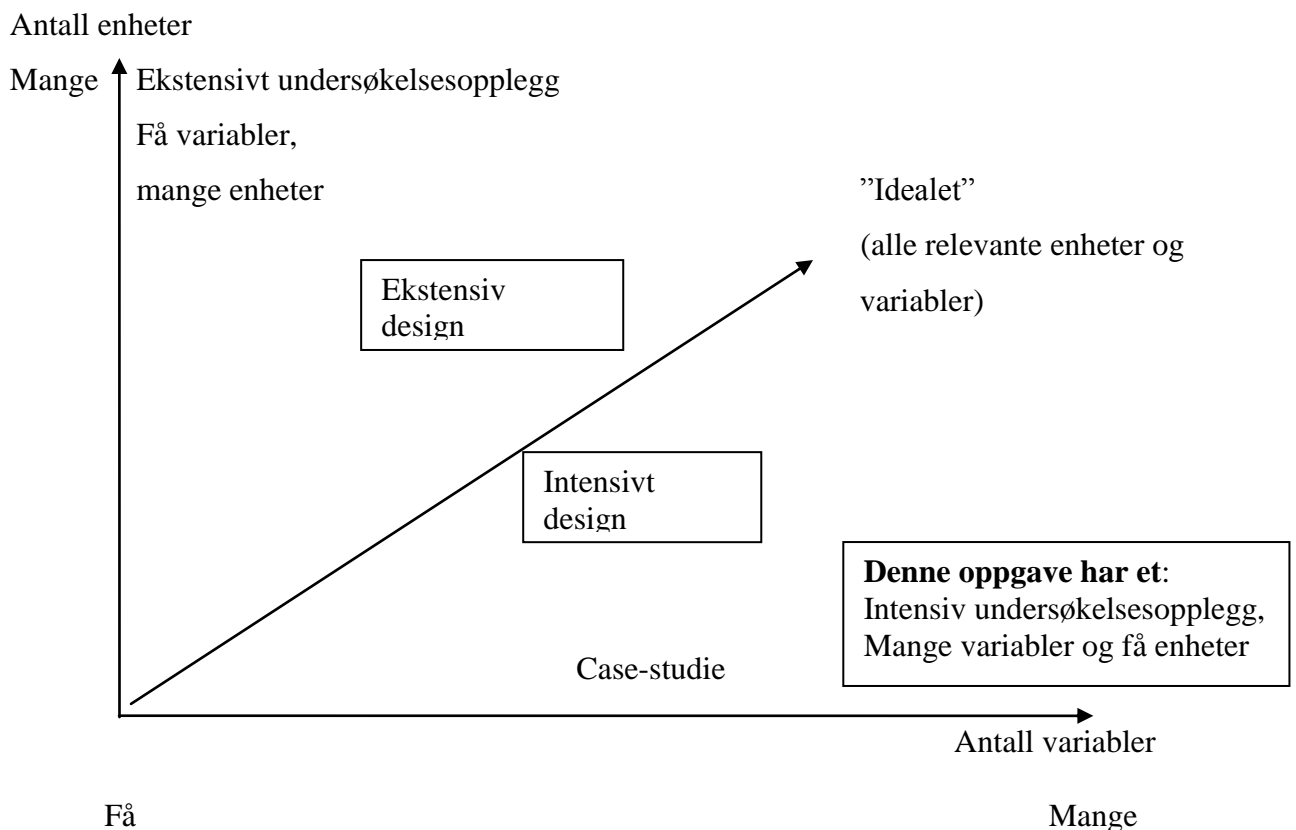 Antall enheter
Mange
Ekstensivt undersøkelsesopplegg
Få variabler,
mange enheter
”Idealet”
(alle relevante enheter og
variabler)
Ekstensiv
design
Intensivt
design
Denne oppgave har et:
Intensiv undersøkelsesopplegg,
Mange variabler og få enheter
Case-studie
Antall variabler
Få
Mange